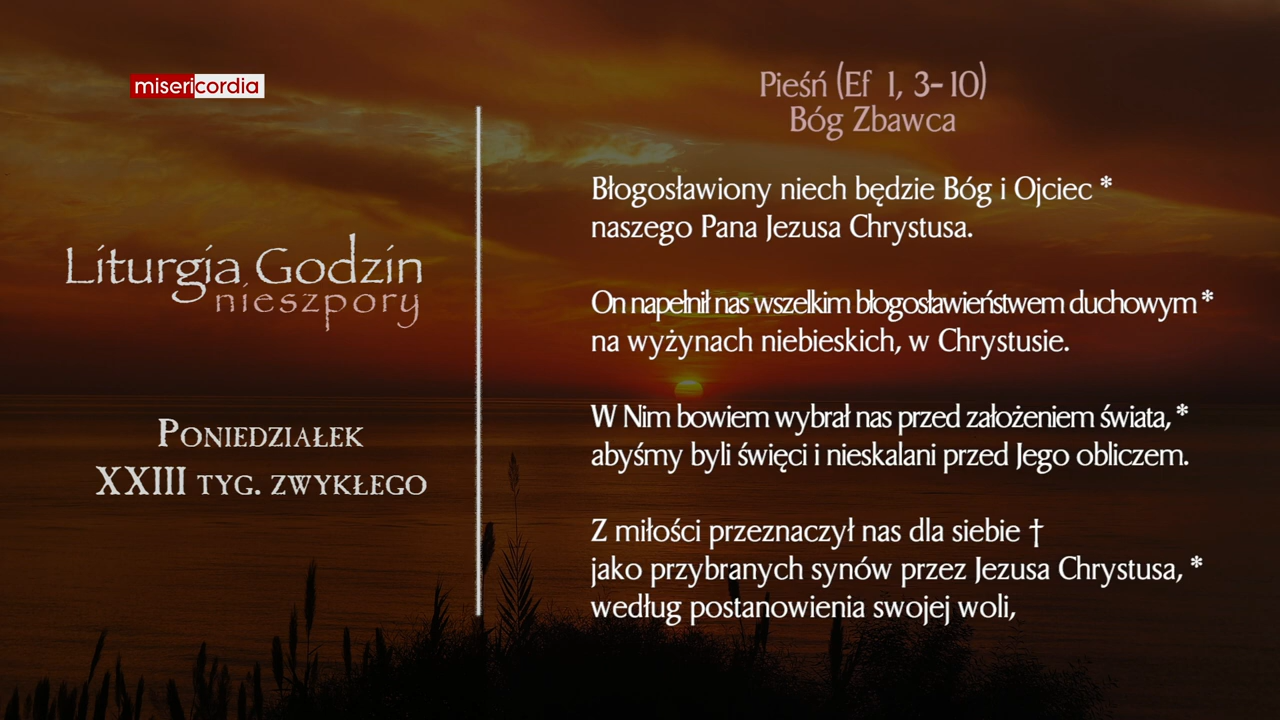 misericordia
Liturgia Godzin
nieszpory
Poniedziałek
XXIII tyg. zwykłego
Pieśń (Ef 1, 3-10)
Bóg Zbawca
Błogosławiony niech będzie Bóg i Ojciec *
naszego Pana Jezusa Chrystusa.
On napełnił nas wszelkim błogosławieństwem duchowym *
na wyżynach niebieskich, w Chrystusie.
W Nim bowiem wybrał nas przed założeniem świata, *
abyśmy byli święci i nieskalani przed Jego obliczem.
Z miłości przeznaczył nas dla siebie †
jako przybranych synów przez Jezusa Chrystusa, *
według postanowienia swojej woli,